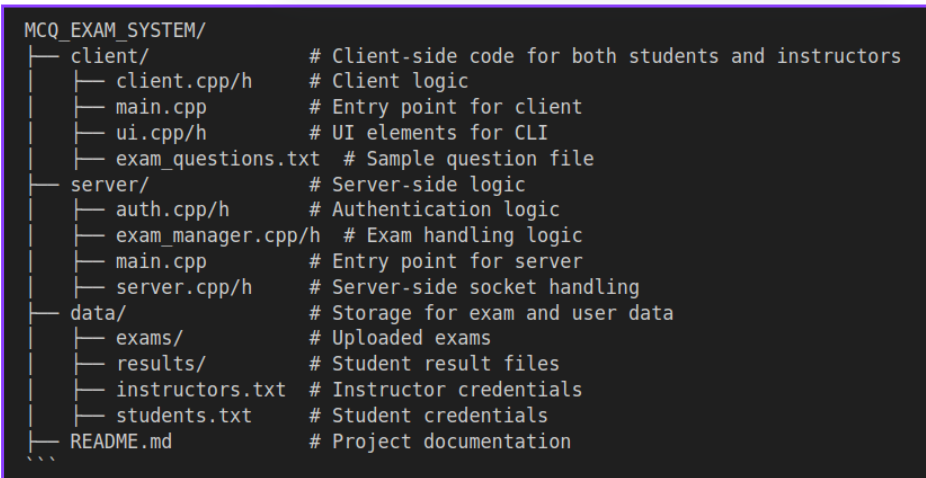 MCQ_EXAM_SYSTEM/
├── client/               # Client-side code for both students and instructors
│   ├── client.cpp/h     # Client logic
│   ├── main.cpp         # Entry point for client
│   ├── ui.cpp/h         # UI elements for CLI
│   ├── exam_questions.txt  # Sample question file
├── server/               # Server-side logic
│   ├── auth.cpp/h       # Authentication logic
│   ├── exam_manager.cpp/h  # Exam handling logic
│   ├── main.cpp         # Entry point for server
│   ├── server.cpp/h     # Server-side socket handling
├── data/                 # Storage for exam and user data
│   ├── exams/           # Uploaded exams
│   ├── results/         # Student result files
│   ├── instructors.txt  # Instructor credentials
│   ├── students.txt     # Student credentials
├── README.md             # Project documentation
```